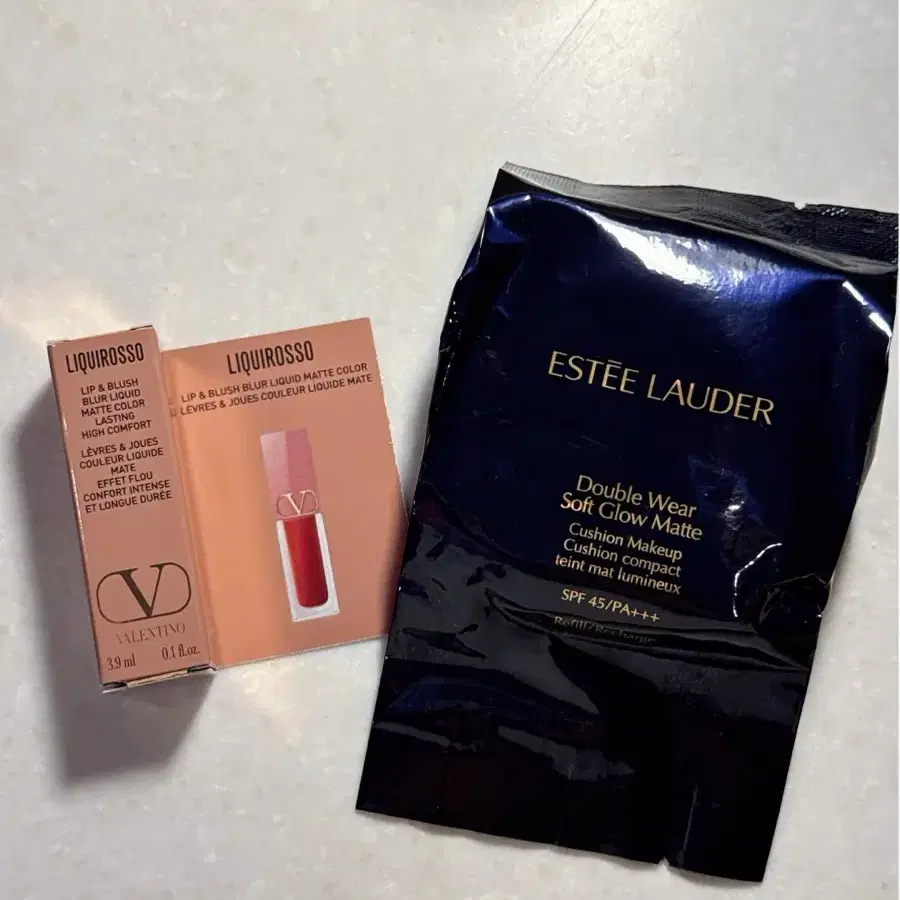 LIQUIROSSO
LIP & BLUSH
BLUR LIQUID
MATTE COLOR
LASTING
HIGH COMFORT
LÈVRES & JOUES
COULEUR LIQUIDE
MATE
EFFET FLOU
CONFORT INTENSE
ET LONGUE DURÉE
V
VALENTINO
3.9 ml 0.1 fl.oz.
LIQUIROSSO
LIP & BLUSH BLUR LIQUID MATTE COLOR
LÈVRES & JOUES COULEUR LIQUIDE MATE
V
ESTĒE LAUDER
Double Wear
Soft Glow Matte
Cushion Makeup
Cushion compact
teint mat lumineux
SPF 45/PA+++
Refill/Recharge